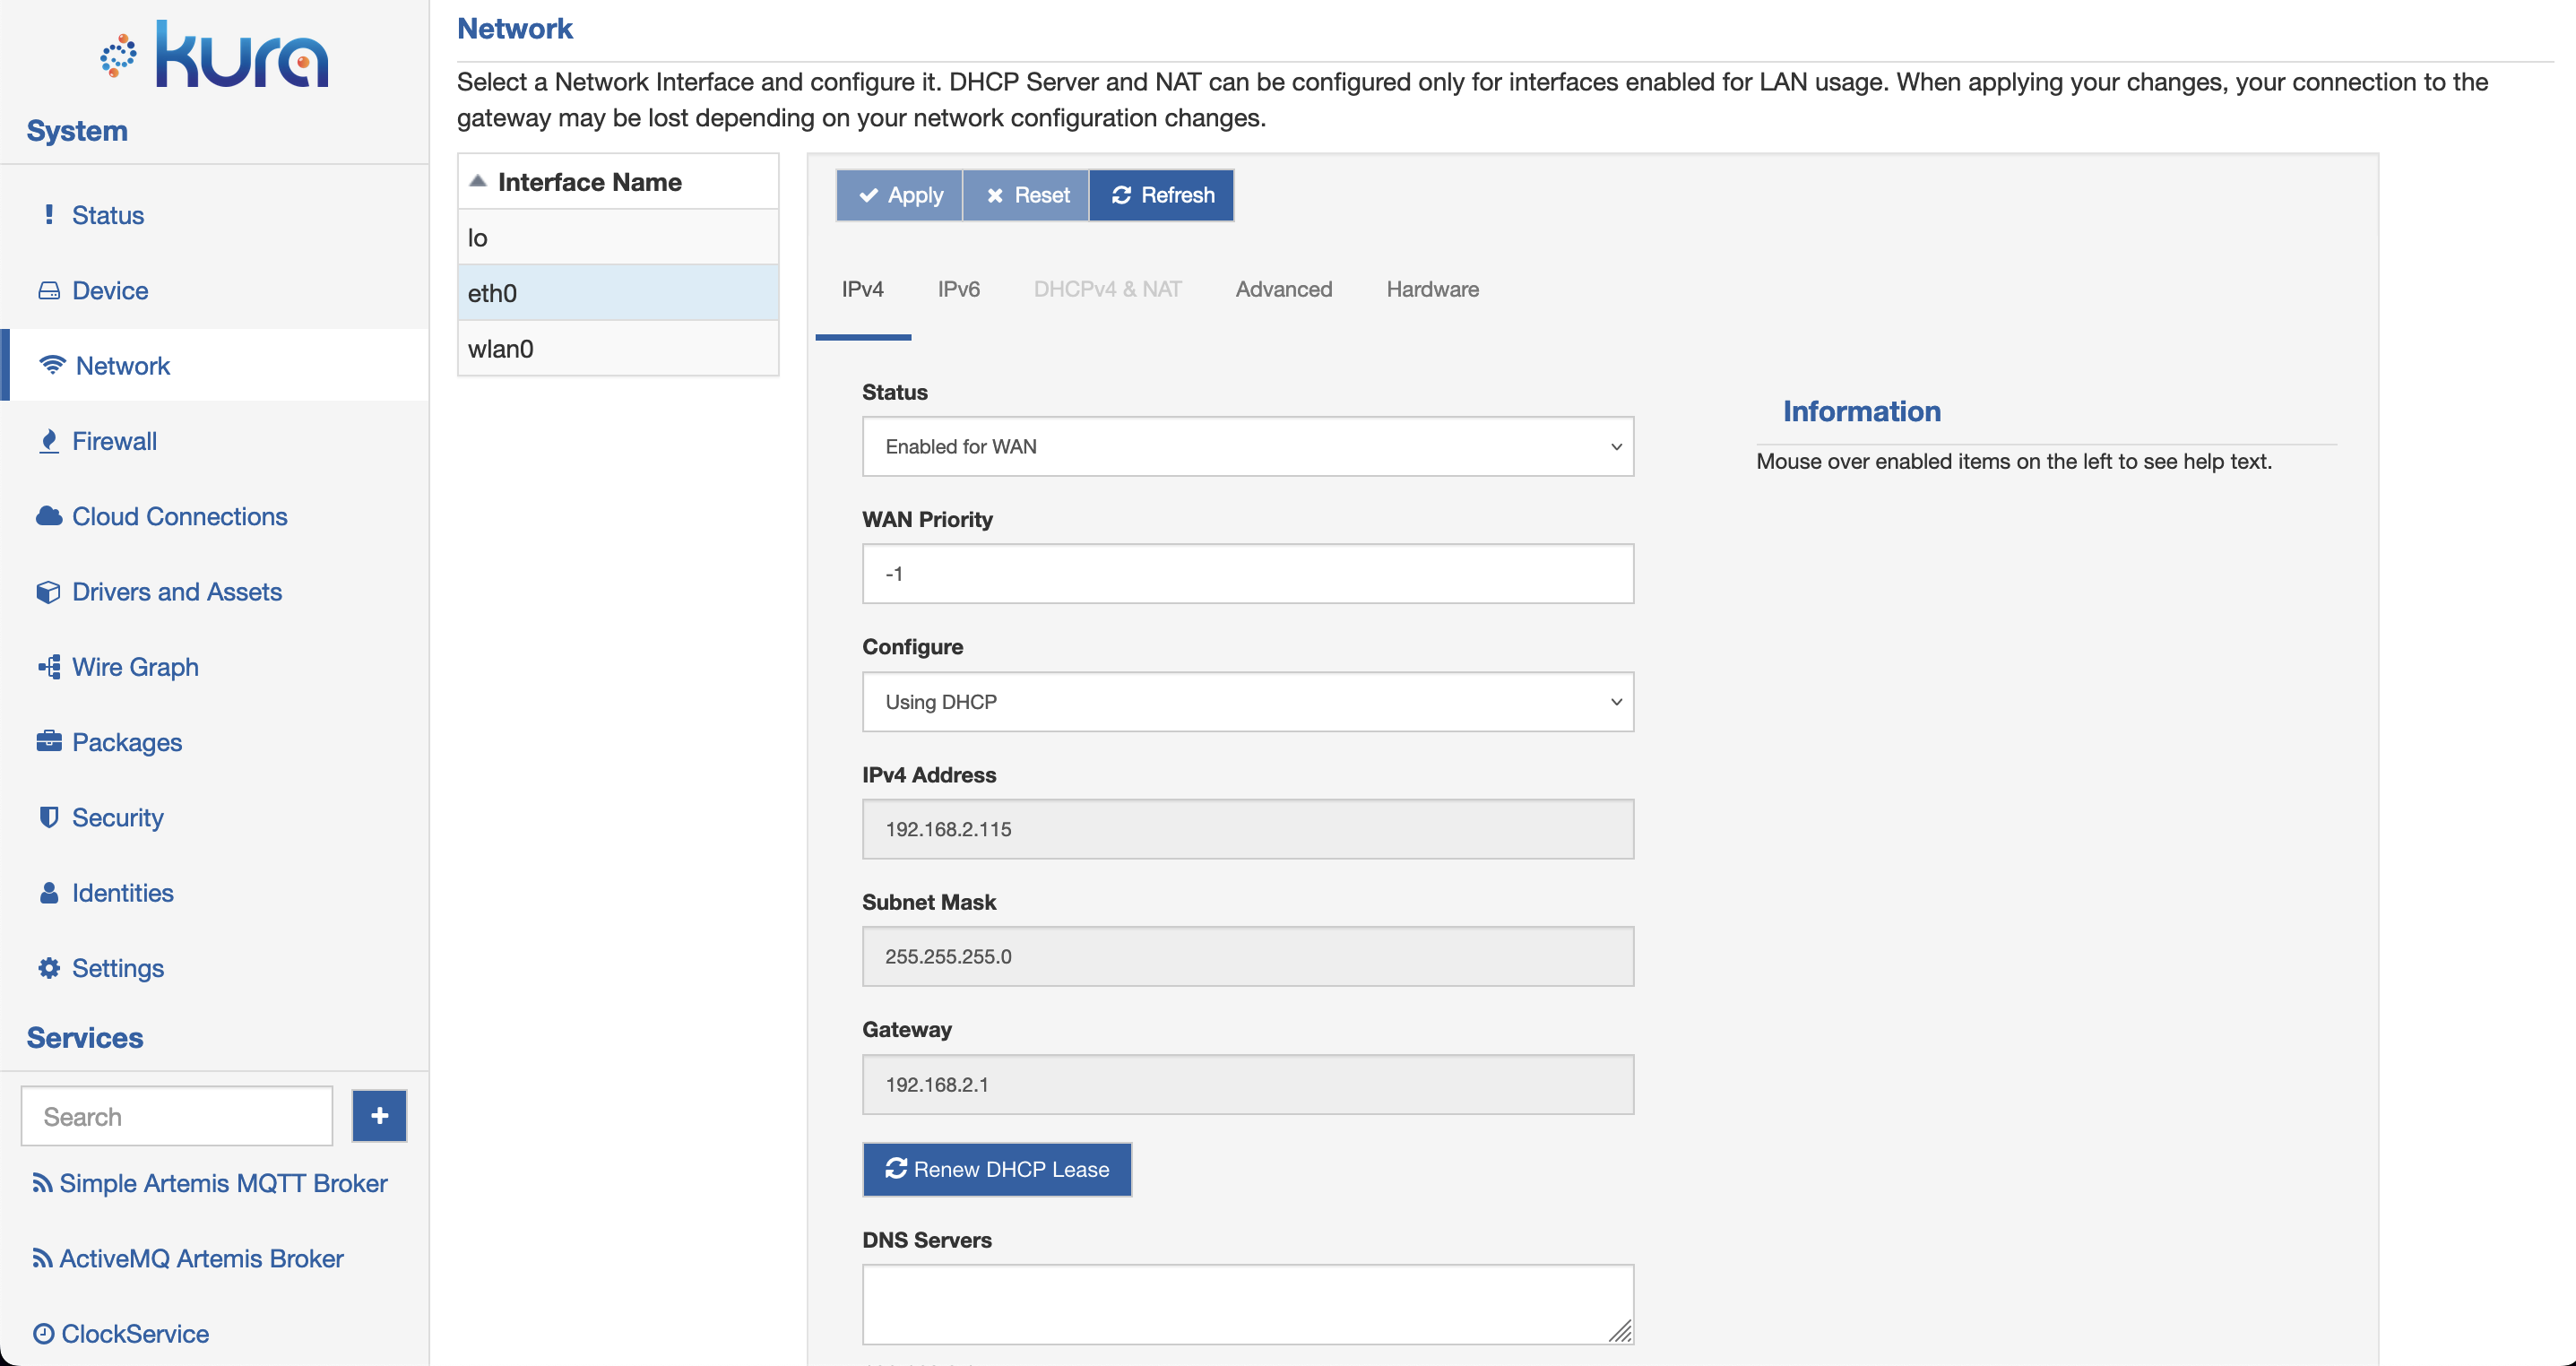 kura
System
Status
Device
Network
Firewall
Cloud Connections
Drivers and Assets
Wire Graph
Packages
Security
Identities
Settings
Services
Search
Simple Artemis MQTT Broker
ActiveMQ Artemis Broker
ClockService
Network
Select a Network Interface and configure it. DHCP Server and NAT can be configured only for interfaces enabled for LAN usage. When applying your changes, your connection to the
gateway may be lost depending on your network configuration changes.
Interface Name
lo
eth0
wlan0
Apply Reset Refresh
IPv4 IPv6 DHCPv4 & NAT Advanced Hardware
Status
Enabled for WAN
WAN Priority
-1
Configure
Using DHCP
IPv4 Address
192.168.2.115
Subnet Mask
255.255.255.0
Gateway
192.168.2.1
Renew DHCP Lease
DNS Servers
Information
Mouse over enabled items on the left to see help text.